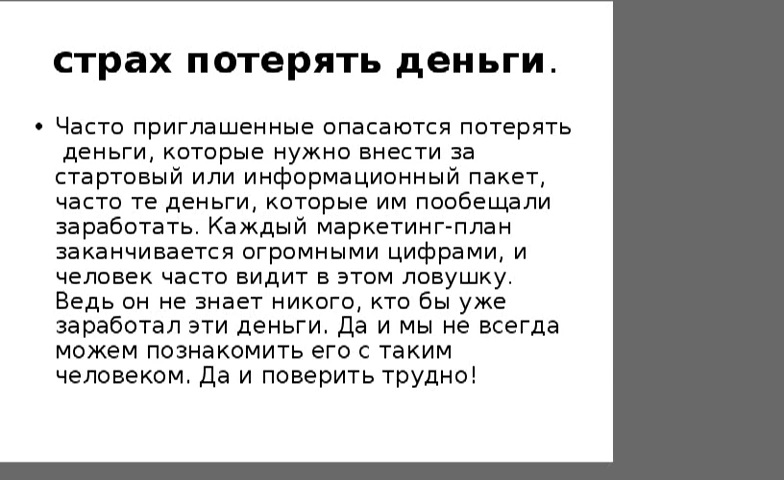 страх потерять деньги.
• Часто приглашенные опасаются потерять
деньги, которые нужно внести за
стартовый или информационный пакет,
часто те деньги, которые им пообещали
заработать. Каждый маркетинг-план
заканчивается огромными цифрами, и
человек часто видит в этом ловушку.
Ведь он не знает никого, кто бы уже
заработал эти деньги. Да и мы не всегда
можем познакомить его с таким
человеком. Да и поверить трудно!